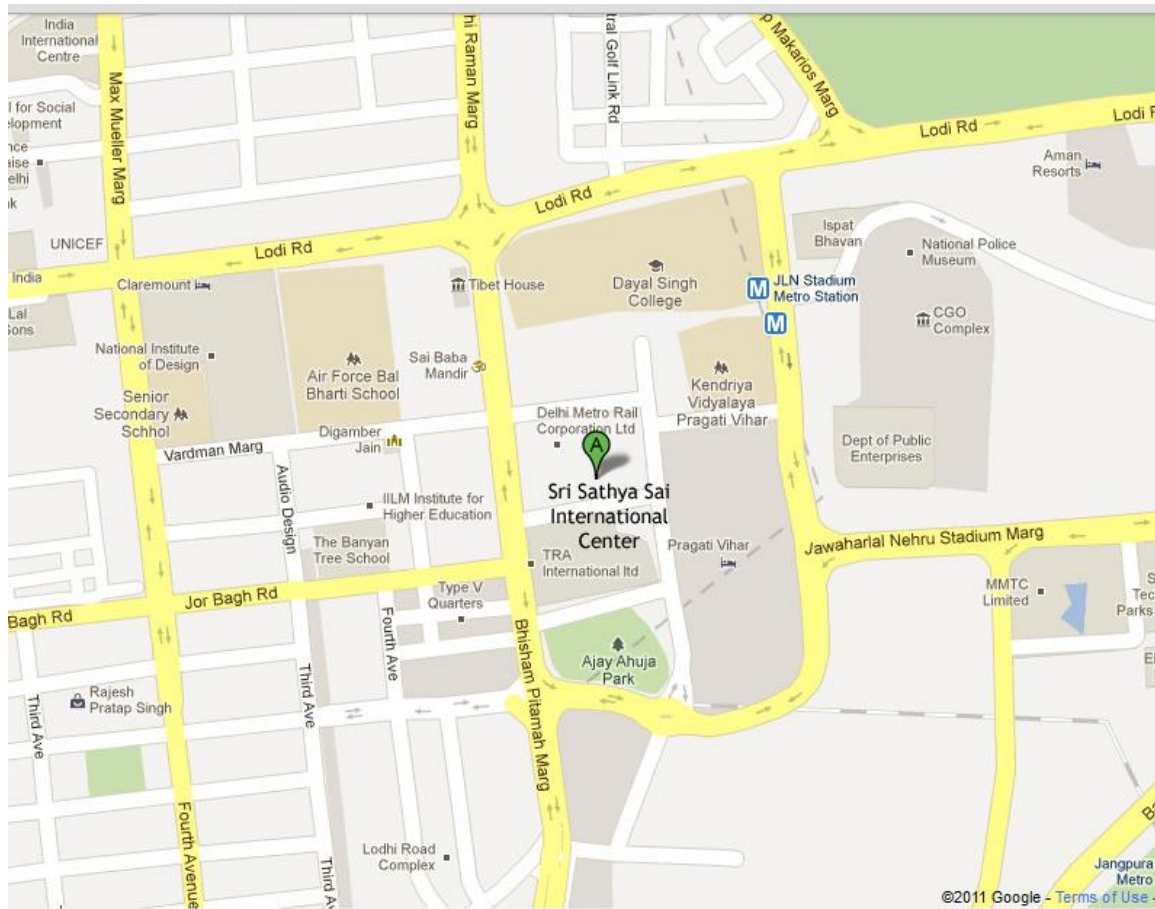 India
International
Centre
l for Social
elopment
nce
aise
elhi
nk
Max Mueller Marg
hi Raman Marg
tral Golf Link Rd
p Makarios Marg
Lodi Rd
Lodi R
Aman
Resorts
UNICEF
India
Lodi Rd
Lodi Rd
Claremount
Lal
Sons
Tibet House
Dayal Singh
College
Ispat
Bhavan
National Police
Museum
M
JLN Stadium
Metro Station
M
CGO
Complex
National Institute
of Design
Air Force Bal
Bharti School
Sai Baba
Mandir
Senior
Secondary
Schhol
Kendriya
Vidyalaya
Pragati Vihar
Delhi Metro Rail
Corporation Ltd
Digamber
Jain
Vardman Marg
Dept of Public
Enterprises
A
Sri Sathya Sai
International
Center
Audio Design
IILM Institute for
Higher Education
The Banyan
Tree School
TRA
International ltd
Pragati Vihar
Jawaharlal Nehru Stadium Marg
Bagh Rd
Jor Bagh Rd
Type V
Quarters
MMTC
Limited
S
Tec
Parks
El
Fourth Ave
Bhisham Pitamah Marg
Ajay Ahuja
Park
Third Ave
Rajesh
Pratap Singh
Third Ave
Fourth Avenue
Lodhi Road
Complex
Third Av
Ba
Jangpura
Metro
©2011 Google - Terms of Use -